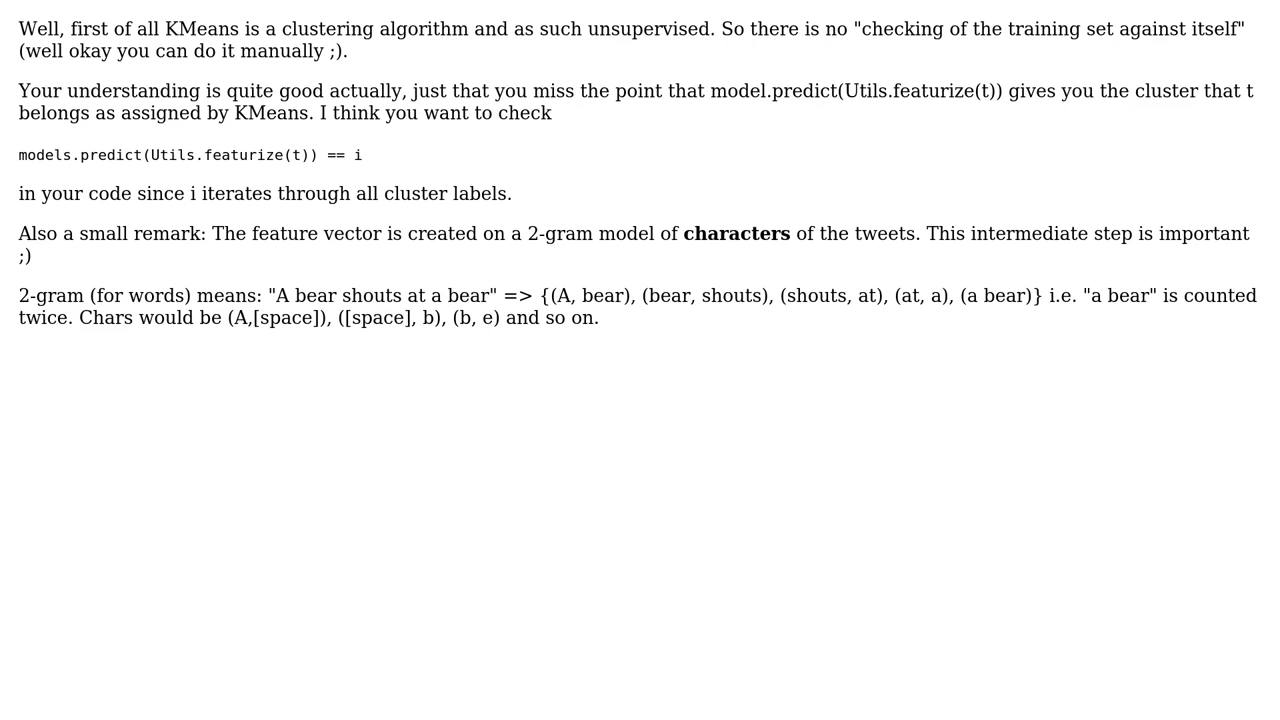 Well, first of all KMeans is a clustering algorithm and as such unsupervised. So there is no "checking of the training set against itself"
(well okay you can do it manually ;).
Your understanding is quite good actually, just that you miss the point that model.predict(Utils.featurize(t)) gives you the cluster that t
belongs as assigned by KMeans. I think you want to check
models.predict(Utils.featurize(t)) == i
in your code since i iterates through all cluster labels.
Also a small remark: The feature vector is created on a 2-gram model of characters of the tweets. This intermediate step is important
;)
2-gram (for words) means: "A bear shouts at a bear" => {(A, bear), (bear, shouts), (shouts, at), (at, a), (a bear)} i.e. "a bear" is counted
twice. Chars would be (A,[space]), ([space], b), (b, e) and so on.